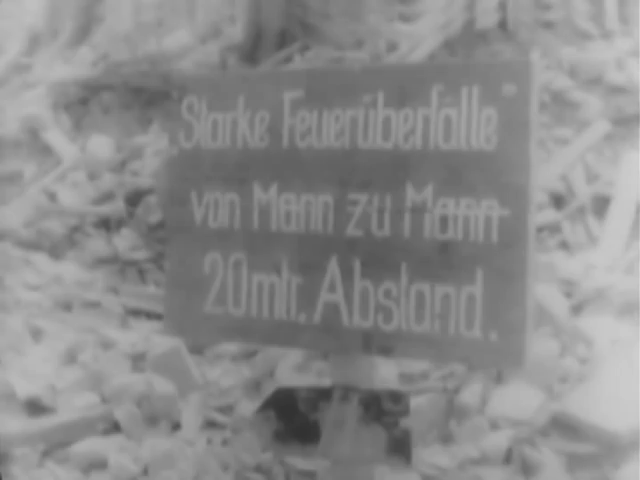 „Starke Feuerüberfälle"
von Mann zu Mann
20mtr. Abstand.